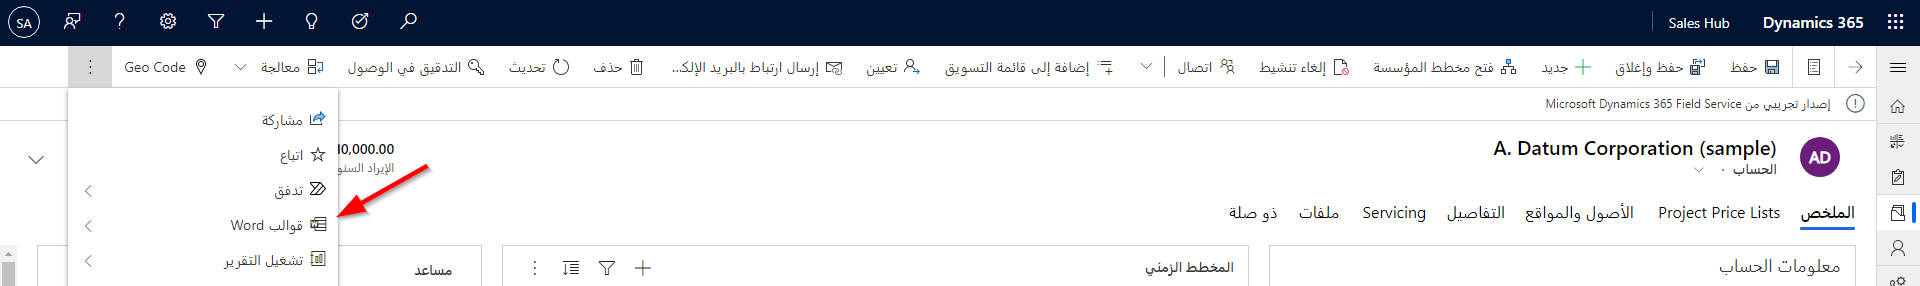 Dynamics 365
Sales Hub
SA
حفظ
حفظ وإغلاق
جديد
فتح مخطط المؤسسة
إلغاء تنشيط
اتصال
إضافة إلى قائمة التسويق
تعيين
إرسال ارتباط بالبريد الإلك...
حذف
تحديث
التدقيق في الوصول
معالجة
Geo Code
إصدار تجريبي من Microsoft Dynamics 365 Field Service
مشاركة
اتباع
تدفق
قوالب Word
تشغيل التقرير
AD
A. Datum Corporation (sample)
الحساب
0,000.00
الإيراد السنو
الملخص
Project Price Lists
الأصول والمواقع
التفاصيل
Servicing
ملفات
ذو صلة
معلومات الحساب
المخطط الزمني
مساعد